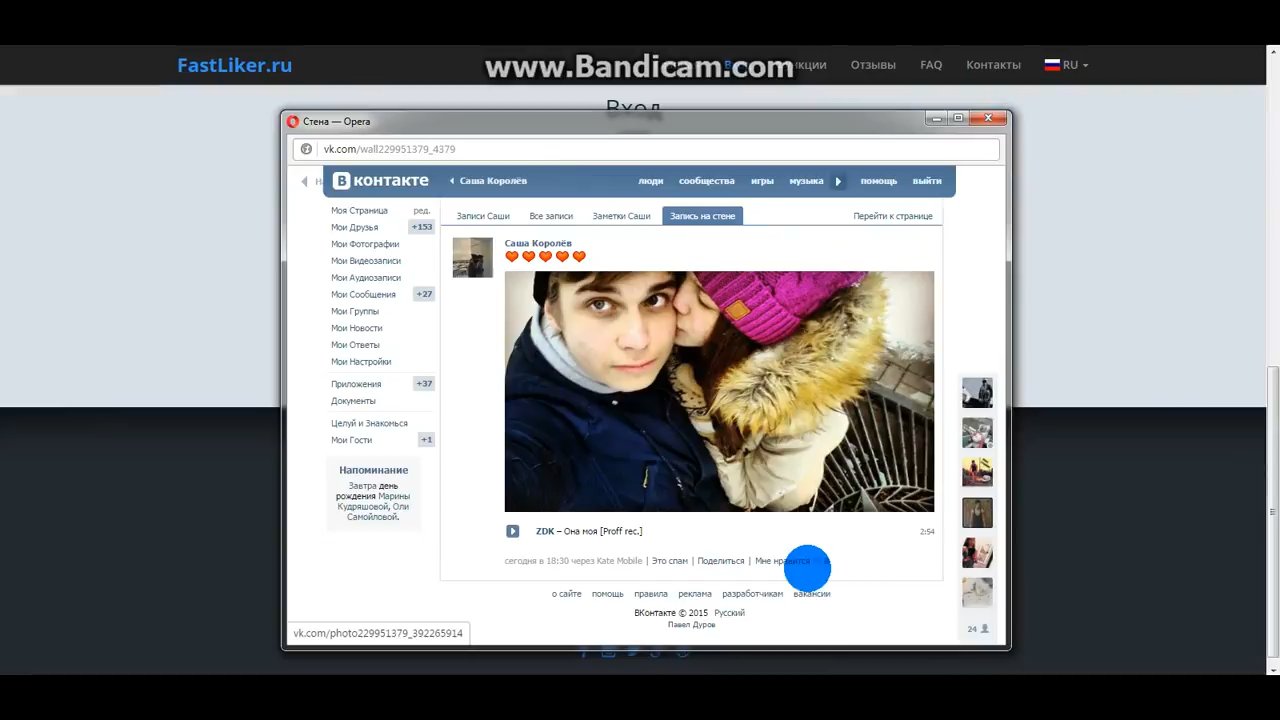 www.Bandicam.com
FastLiker.ru
Отзывы
FAQ
Контакты
RU
Вход
Стена — Opera
vk.com/wall229951379_4379
В контакте
Саша Королёв
люди
сообщества
игры
музыка
помощь
выйти
Моя Страница
ред.
Мои Друзья
+153
Мои Фотографии
Мои Видеозаписи
Мои Аудиозаписи
Мои Сообщения
+27
Мои Группы
Мои Новости
Мои Ответы
Мои Настройки
Приложения
+37
Документы
Целуй и Знакомься
Мои Гости
+1
Напоминание
Завтра день
рождения Марины
Кудряшовой, Оли
Самойловой.
Записи Саши
Все записи
Заметки Саши
Запись на стене
Перейти к странице
Саша Королёв
ZDK – Она моя [Proff rec.]
2:54
сегодня в 18:30 через Kate Mobile | Это спам | Поделиться | Мне нравится
о сайте
помощь
правила
реклама
разработчикам
вакансии
ВКонтакте © 2015 Русский
Павел Дуров
24
vk.com/photo229951379_392265914